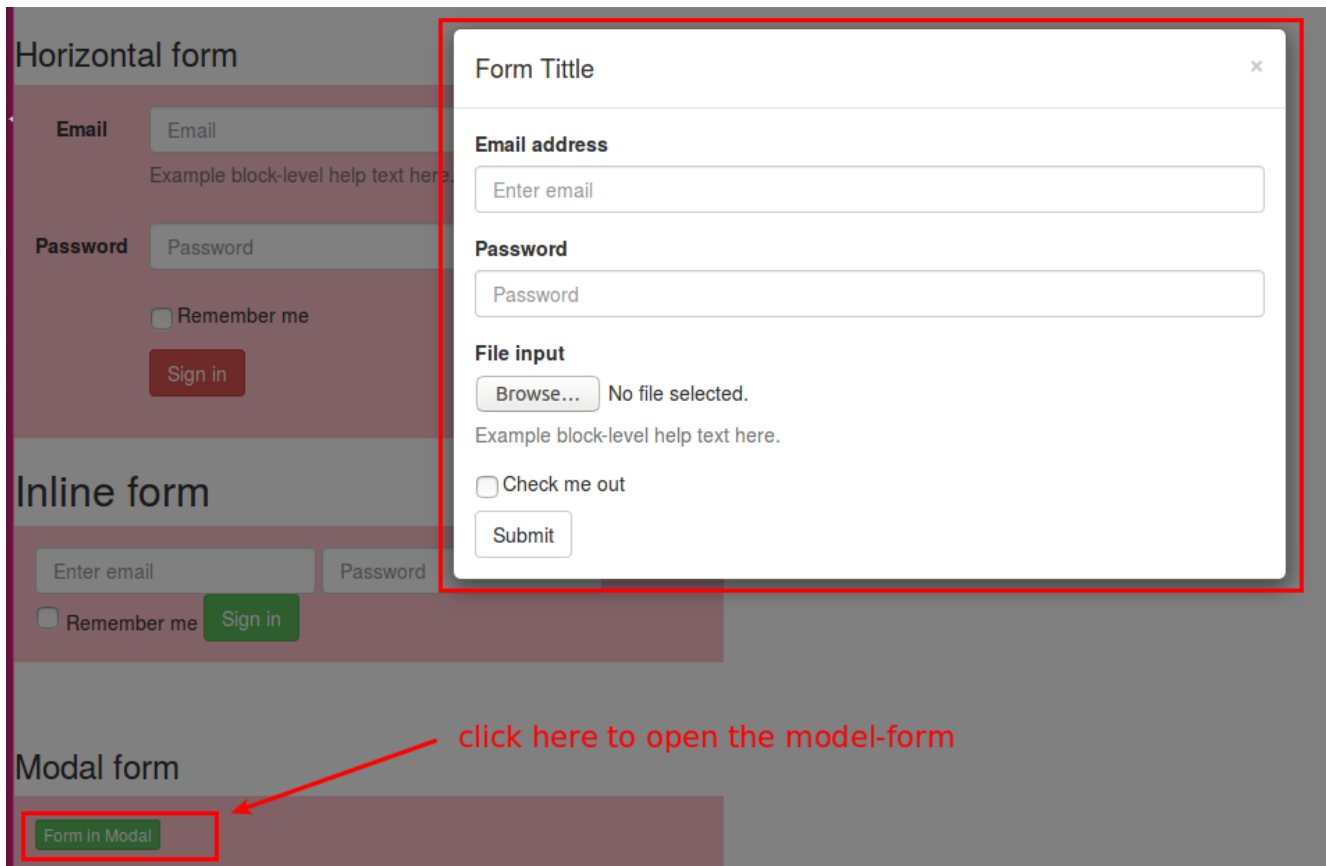 Horizontal form
Email
Email
Example block-level help text here.
Password
Password
Remember me
Sign in
Inline form
Enter email
Password
Remember me
Sign in
Modal form
Form in Modal
click here to open the model-form
Form Tittle
×
Email address
Enter email
Password
Password
File input
Browse... No file selected.
Example block-level help text here.
Check me out
Submit